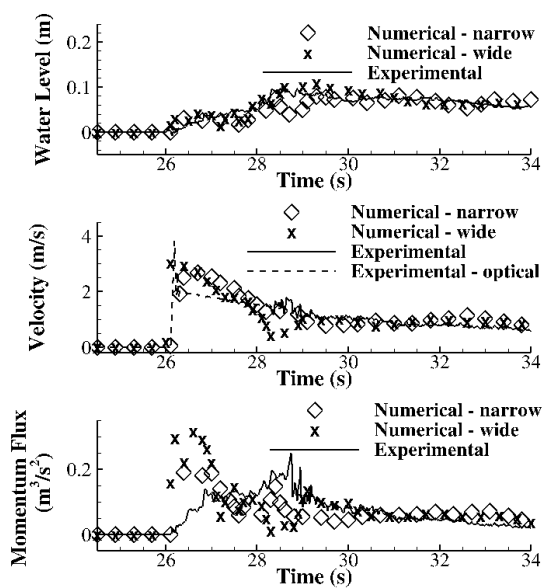 Numerical - narrow
Numerical - wide
Experimental
Water Level (m)
0.2
0.1
0
26 28 30 32 34
Time (s)
Numerical - narrow
Numerical - wide
Experimental
Experimental - optical
Velocity (m/s)
4
2
0
26 28 30 32 34
Time (s)
Numerical - narrow
Numerical - wide
Experimental
Momentum Flux
(m³/s²)
0.2
0
26 28 30 32 34
Time (s)